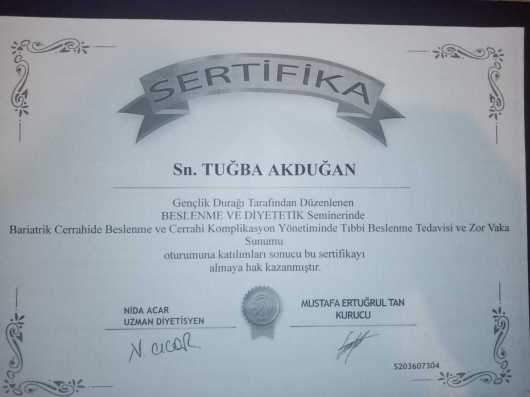 SERTİFİKA
Sn. TUĞBA AKDUĞAN
Gençlik Durağı Tarafından Düzenlenen
BESLENME VE DİYETETİK Seminerinde
Bariatrik Cerrahide Beslenme ve Cerrahi Komplikasyon Yönetiminde Tıbbi Beslenme Tedavisi ve Zor Vaka
Sunumu
oturumuna katılımları sonucu bu sertifikayı
almaya hak kazanmıştır.
NİDA ACAR
UZMAN DİYETİSYEN
N. ACAR
MUSTAFA ERTUĞRUL TAN
KURUCU
S203607304